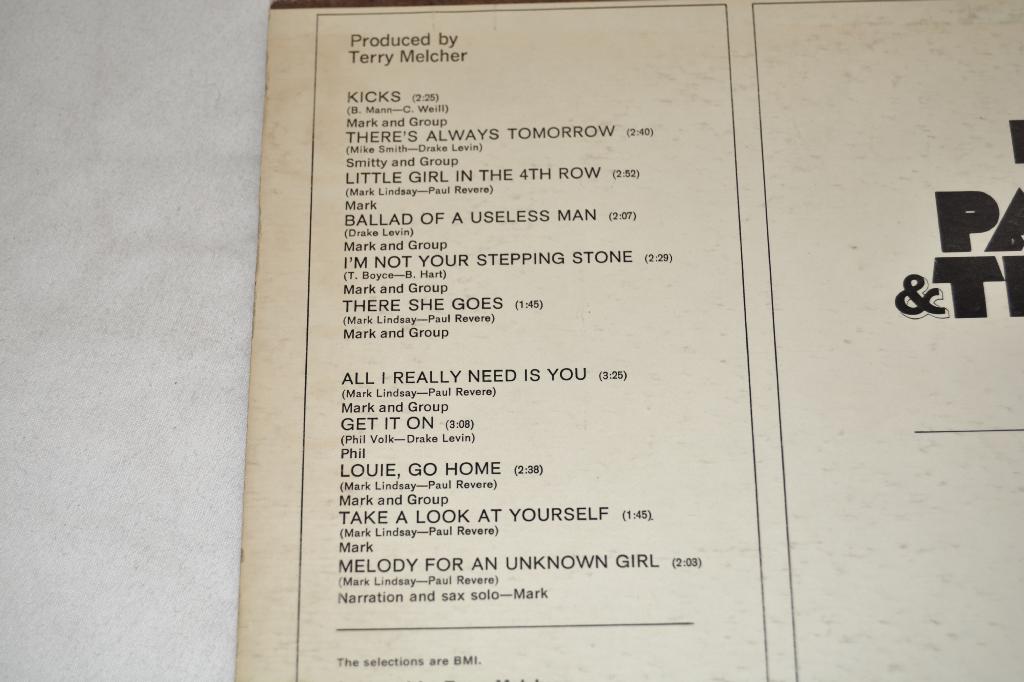 Produced by
Terry Melcher
KICKS (2:25)
(B. Mann—C. Weill)
Mark and Group
THERE'S ALWAYS TOMORROW (2:40)
(Mike Smith—Drake Levin)
Smitty and Group
LITTLE GIRL IN THE 4TH ROW (2:52)
(Mark Lindsay—Paul Revere)
Mark
BALLAD OF A USELESS MAN (2:07)
(Drake Levin)
Mark and Group
I'M NOT YOUR STEPPING STONE (2:29)
(T. Boyce—B. Hart)
Mark and Group
THERE SHE GOES (1:45)
(Mark Lindsay—Paul Revere)
Mark and Group
ALL I REALLY NEED IS YOU (3:25)
(Mark Lindsay—Paul Revere)
Mark and Group
GET IT ON (3:08)
(Phil Volk—Drake Levin)
Phil
LOUIE, GO HOME (2:38)
(Mark Lindsay—Paul Revere)
Mark and Group
TAKE A LOOK AT YOURSELF (1:45)
(Mark Lindsay—Paul Revere)
Mark
MELODY FOR AN UNKNOWN GIRL (2:03)
(Mark Lindsay—Paul Revere)
Narration and sax solo—Mark
The selections are BMI.
PA
&T